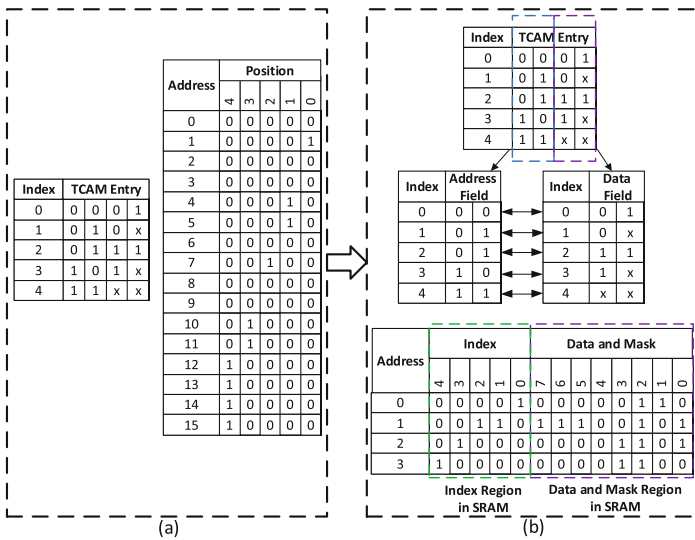 Index TCAM Entry
0 0 0 0 1
1 0 1 0 x
2 0 1 1 1
3 1 0 1 x
4 1 1 x x
Address Position
4 3 2 1 0
0 0 0 0 0 0
1 0 0 0 0 1
2 0 0 0 0 0
3 0 0 0 0 0
4 0 0 0 1 0
5 0 0 0 1 0
6 0 0 0 0 0
7 0 0 1 0 0
8 0 0 0 0 0
9 0 0 0 0 0
10 0 1 0 0 0
11 0 1 0 0 0
12 1 0 0 0 0
13 1 0 0 0 0
14 1 0 0 0 0
15 1 0 0 0 0
(a)
Index TCAM Entry
0 0 0 0 1
1 0 1 0 x
2 0 1 1 1
3 1 0 1 x
4 1 1 x x
Index Address Field
0 0 0
1 0 1
2 0 1
3 1 0
4 1 1
Index Data Field
0 0 1
1 0 x
2 1 1
3 1 x
4 x x
Address Index Data and Mask
4 3 2 1 0 7 6 5 4 3 2 1 0
0 0 0 0 0 1 0 0 0 0 0 1 1 0
1 0 0 1 1 0 1 1 1 0 0 1 0 1
2 0 1 0 0 0 0 0 0 0 1 1 0 1
3 1 0 0 0 0 0 0 0 0 1 1 0 0
Index Region in SRAM
Data and Mask Region in SRAM
(b)